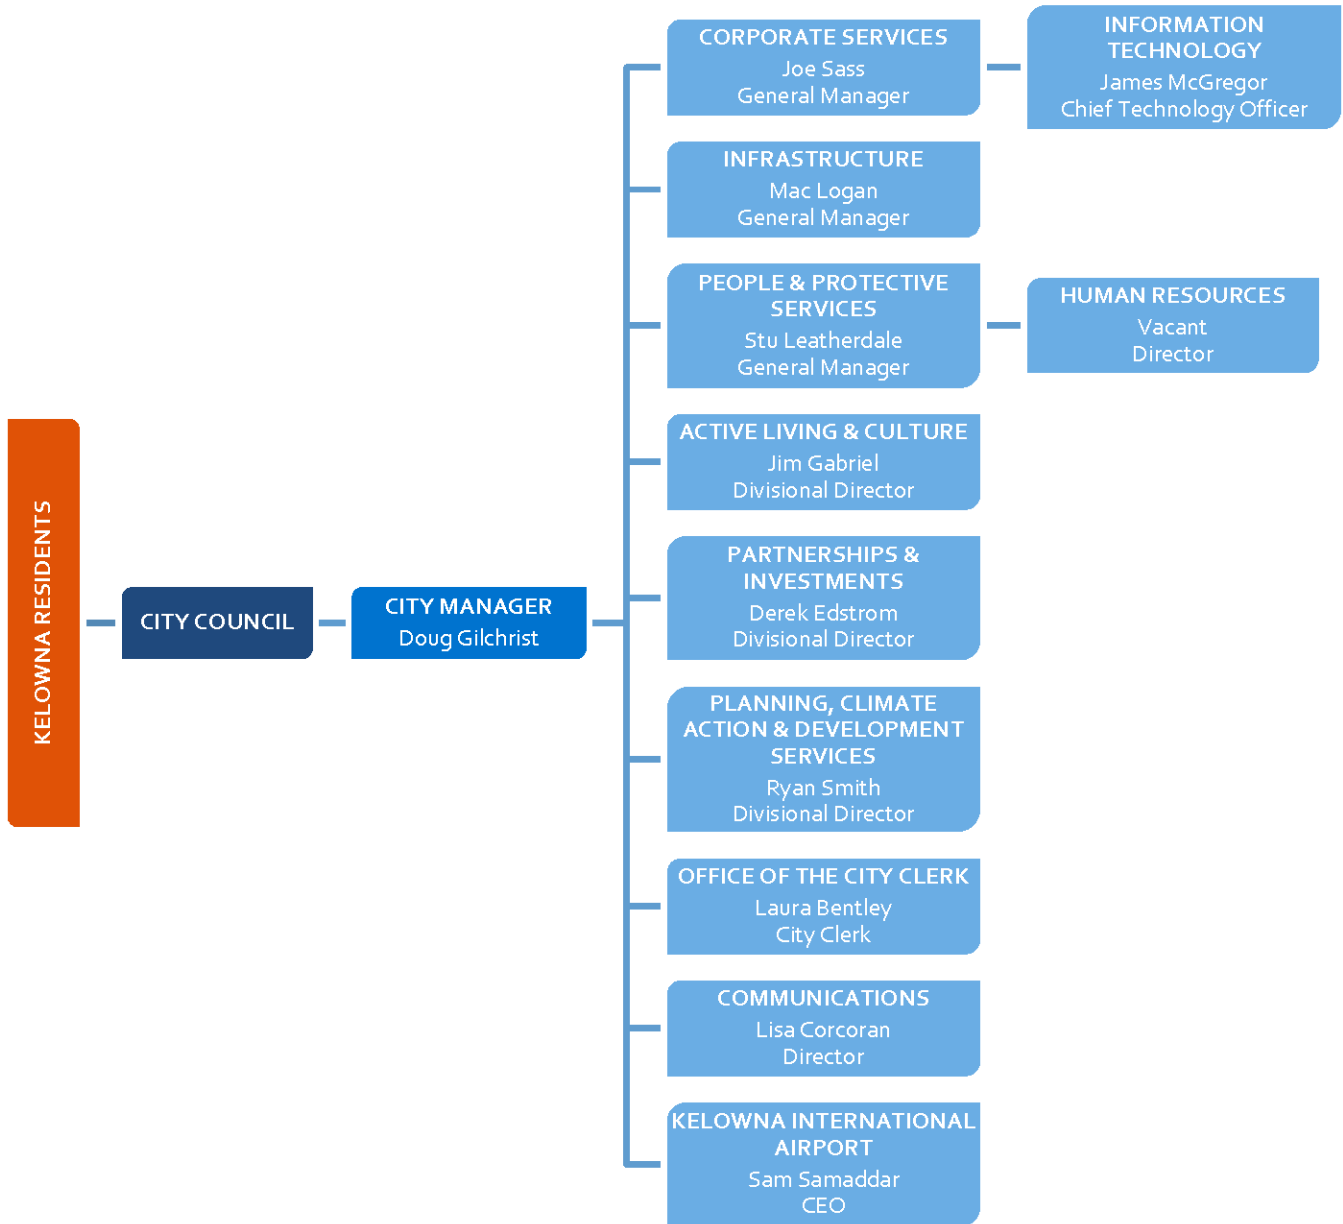 KELOWNA RESIDENTS
CITY COUNCIL
CITY MANAGER
Doug Gilchrist
CORPORATE SERVICES
Joe Sass
General Manager
INFORMATION
TECHNOLOGY
James McGregor
Chief Technology Officer
INFRASTRUCTURE
Mac Logan
General Manager
PEOPLE & PROTECTIVE
SERVICES
Stu Leatherdale
General Manager
HUMAN RESOURCES
Vacant
Director
ACTIVE LIVING & CULTURE
Jim Gabriel
Divisional Director
PARTNERSHIPS &
INVESTMENTS
Derek Edstrom
Divisional Director
PLANNING, CLIMATE
ACTION & DEVELOPMENT
SERVICES
Ryan Smith
Divisional Director
OFFICE OF THE CITY CLERK
Laura Bentley
City Clerk
COMMUNICATIONS
Lisa Corcoran
Director
KELOWNA INTERNATIONAL
AIRPORT
Sam Samaddar
CEO